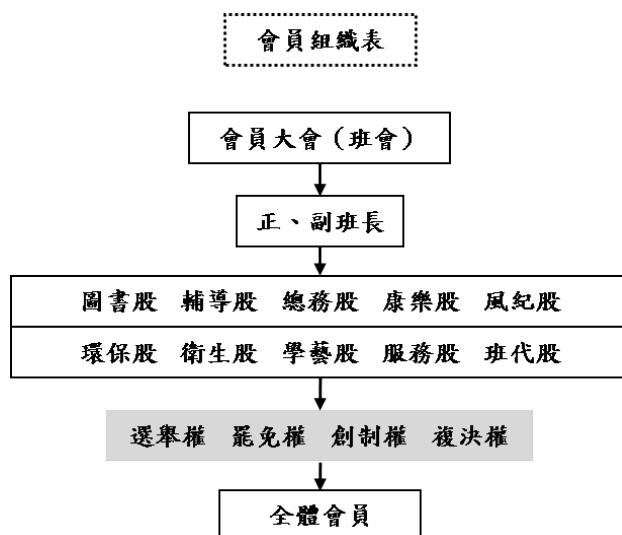 會員組織表
會員大會（班會）
正、副班長
圖書股 輔導股 總務股 康樂股 風紀股
環保股 衛生股 學藝股 服務股 班代股
選舉權 罷免權 創制權 複決權
全體會員